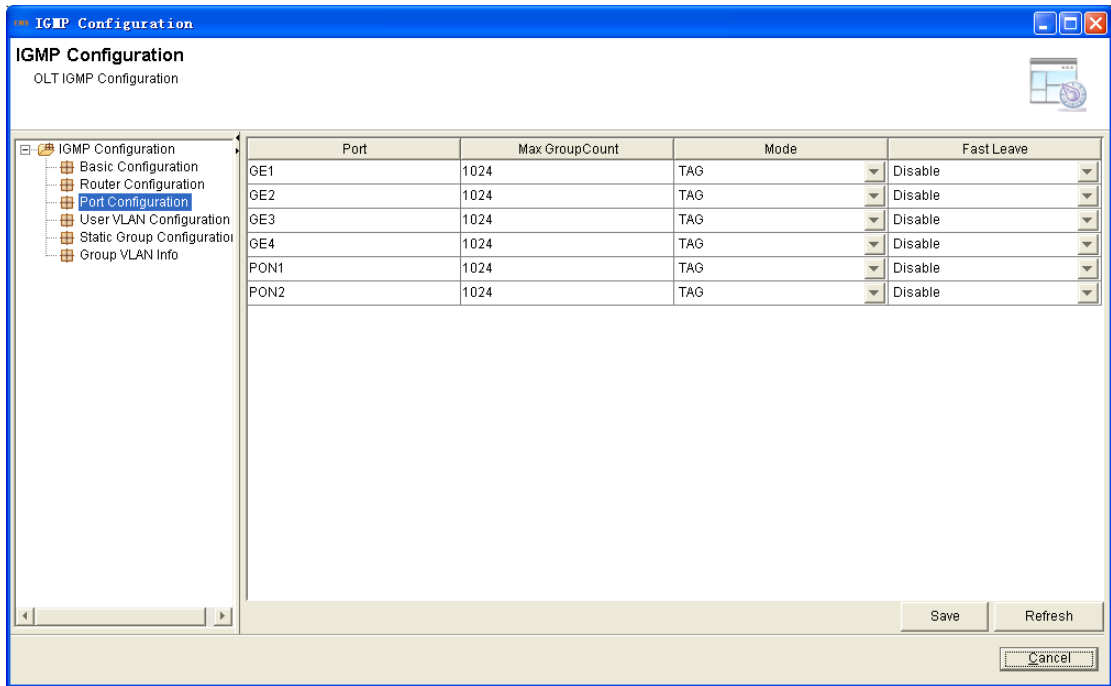 EMS IGMP Configuration
IGMP Configuration
OLT IGMP Configuration
IGMP Configuration
Basic Configuration
Router Configuration
Port Configuration
User VLAN Configuration
Static Group Configuration
Group VLAN Info
Port Max GroupCount Mode Fast Leave
GE1 1024 TAG Disable
GE2 1024 TAG Disable
GE3 1024 TAG Disable
GE4 1024 TAG Disable
PON1 1024 TAG Disable
PON2 1024 TAG Disable
Save Refresh
Cancel